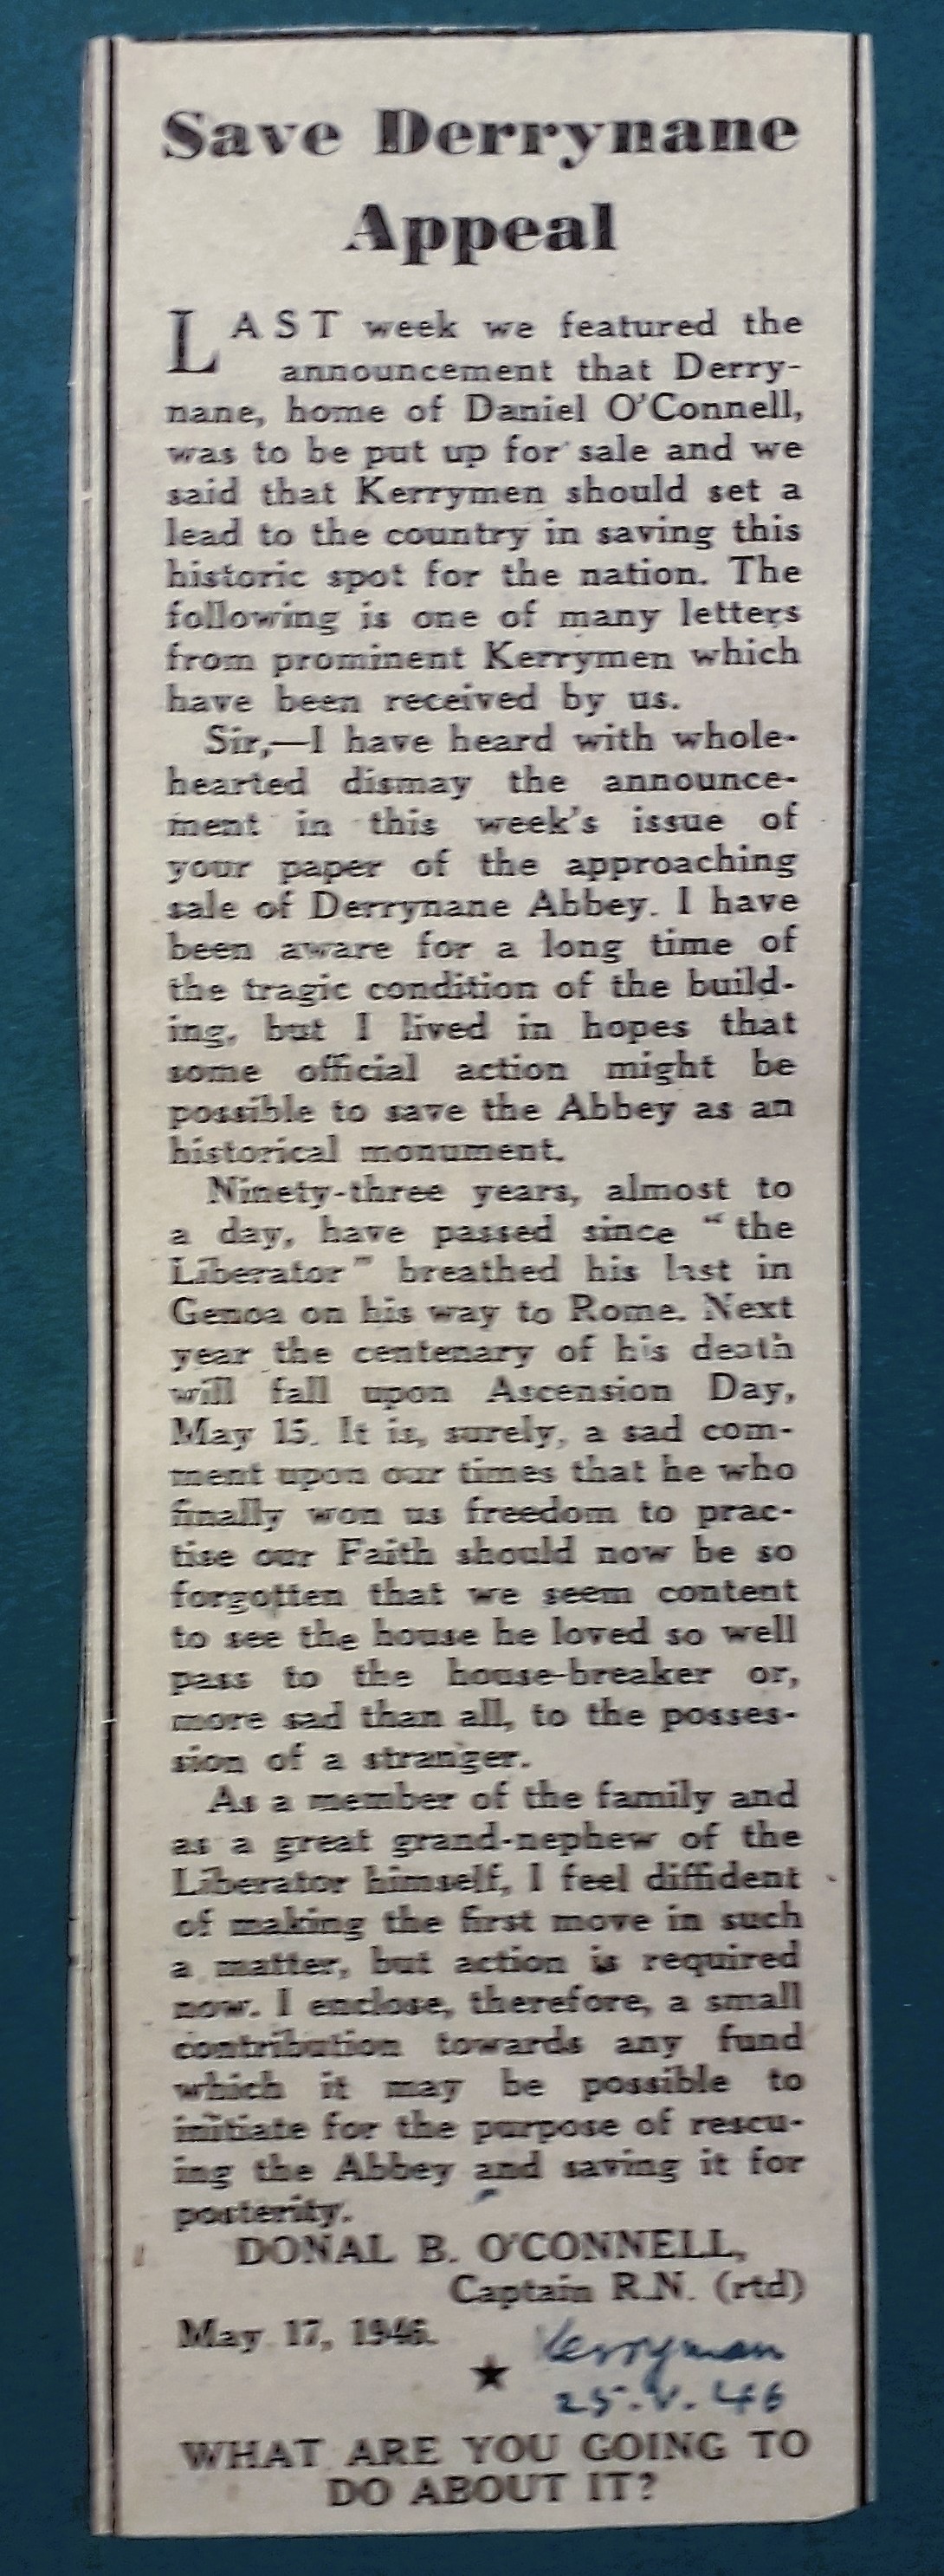 Save Derrynane
Appeal
LAST week we featured the
announcement that Derry-
nane, home of Daniel O'Connell,
was to be put up for sale and we
said that Kerrymen should set a
lead to the country in saving this
historic spot for the nation. The
following is one of many letters
from prominent Kerrymen which
have been received by us.
Sir,—I have heard with whole-
hearted dismay the announce-
ment in this week's issue of
your paper of the approaching
sale of Derrynane Abbey. I have
been aware for a long time of
the tragic condition of the build-
ing, but I lived in hopes that
some official action might be
possible to save the Abbey as an
historical monument.
Ninety-three years, almost to
a day, have passed since "the
Liberator" breathed his last in
Genoa on his way to Rome. Next
year the centenary of his death
will fall upon Ascension Day,
May 15. It is, surely, a sad com-
ment upon our times that he who
finally won us freedom to prac-
tise our Faith should now be so
forgotten that we seem content
to see the house he loved so well
pass to the house-breaker or,
more sad than all, to the posses-
sion of a stranger.
As a member of the family and
as a great grand-nephew of the
Liberator himself, I feel diffident
of making the first move in such
a matter, but action is required
now. I enclose, therefore, a small
contribution towards any fund
which it may be possible to
initiate for the purpose of rescu-
ing the Abbey and saving it for
posterity.
DONAL B. O'CONNELL,
Captain R.N. (rtd)
May 17, 1946.
Kerryman
25.V.46
WHAT ARE YOU GOING TO
DO ABOUT IT?